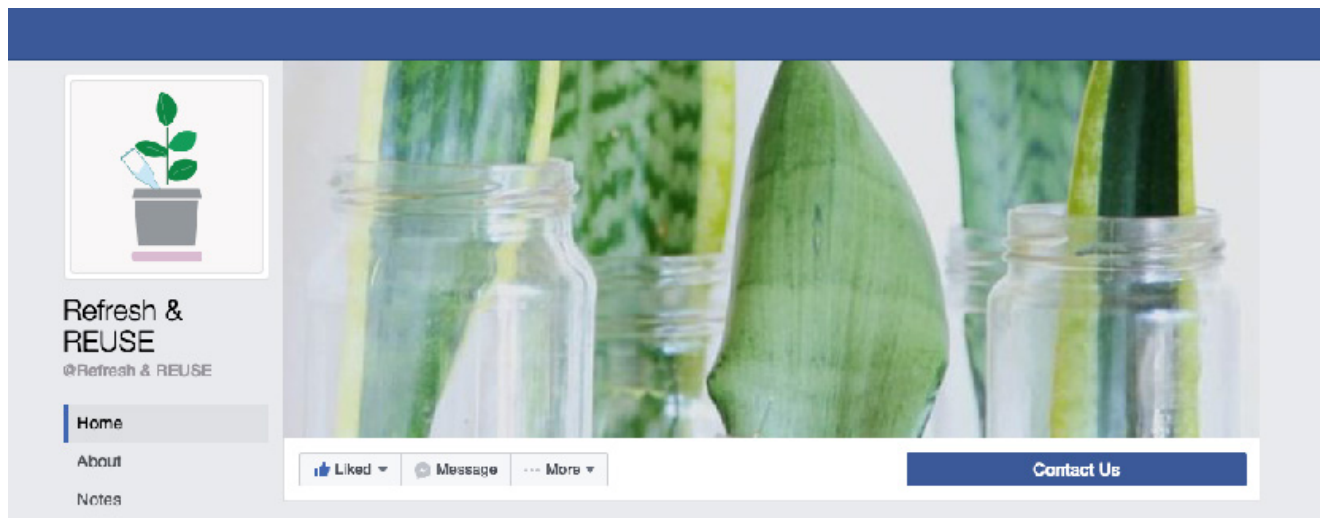 Refresh &
REUSE
@Refresh & REUSE
Home
About
Notes
Liked
Message
··· More
Contact Us